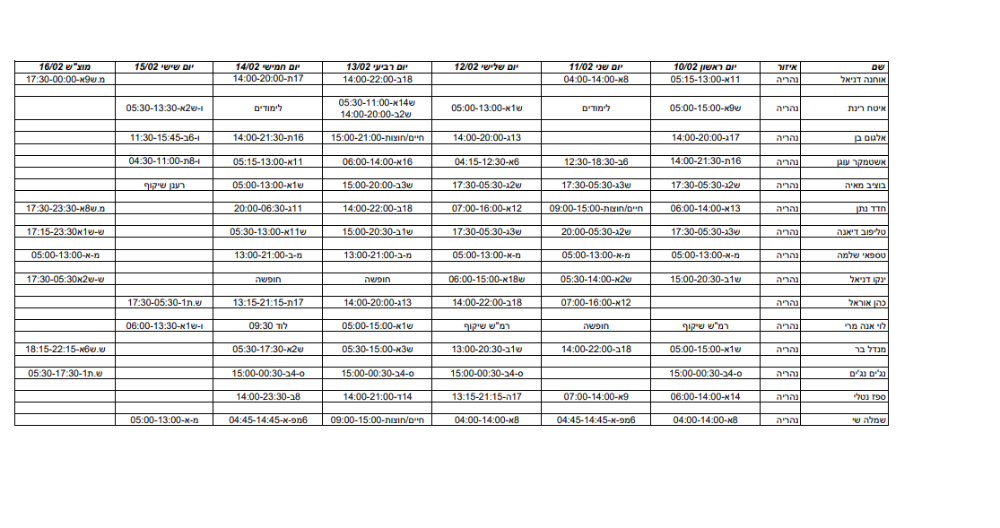 שם איזור יום ראשון 10/02 יום שני 11/02 יום שלישי 12/02 יום רביעי 13/02 יום חמישי 14/02 יום שישי 15/02 מוצ"ש 16/02
אוחנה דניאל נהריה 11א-05:15-13:00 8א-04:00-14:00 18ב-14:00-22:00 17ת-14:00-20:00 מ.ש9א-17:30-00:00
איטח רינת נהריה ש9א-05:00-15:00 לימודים ש1א-05:00-13:00 ש14א-05:30-11:00 ש2ב-14:00-20:00 לימודים ו-ש2א-05:30-13:30
אלגום בן נהריה 17ג-14:00-20:00 13ג-14:00-20:00 חיים/חוצות-15:00-21:00 16ת-14:00-21:30 ו-6ב-11:30-15:45
אשטמקר עוגן נהריה 16ת-14:00-21:30 6ב-12:30-18:30 6א-04:15-12:30 16א-06:00-14:00 11א-05:15-13:00 ו-8ת-04:30-11:00
בוציב מאיה נהריה ש2ג-17:30-05:30 ש3ג-17:30-05:30 ש2ג-17:30-05:30 ש3ב-15:00-20:00 ש1א-05:00-13:00 רענן שיקוף
חדד נתן נהריה 13א-06:00-14:00 חיים/חוצות-09:00-15:00 12א-07:00-16:00 18ב-14:00-22:00 11ג-20:00-06:30 מ.ש8א-17:30-23:30
טליפוב דיאנה נהריה ש3ג-17:30-05:30 ש2ג-20:00-05:30 ש3ג-17:30-05:30 ש1ב-15:00-20:30 ש11א-05:30-13:00 ש-ש1א-17:15-23:30
טספאי שלמה נהריה מ-א-05:00-13:00 מ-א-05:00-13:00 מ-א-05:00-13:00 מ-ב-13:00-21:00 מ-ב-13:00-21:00 מ-א-05:00-13:00
ינקו דניאל נהריה ש1ב-15:00-20:30 ש2א-05:30-14:00 ש18א-06:00-15:00 חופשה חופשה ש-ש2א-17:30-05:30
כהן אוראל נהריה 12א-07:00-16:00 18ב-14:00-22:00 13ג-14:00-20:00 17ת-13:15-21:15 ש.ת1-17:30-05:30
לוי אנה מרי נהריה רמ"ש שיקוף חופשה רמ"ש שיקוף ש1א-05:00-15:00 לוד 09:30 ו-ש1א-06:00-13:30
מנדל בר נהריה ש1א-05:00-15:00 18ב-14:00-22:00 ש1ב-13:00-20:30 ש3א-05:30-15:00 ש2א-05:30-17:30 ש.ש6א-18:15-22:15
נג'ים נג'ים נהריה ס-4ב-15:00-00:30 ס-4ב-15:00-00:30 ס-4ב-15:00-00:30 ס-4ב-15:00-00:30 ש.ת1-05:30-17:30
ספז נטלי נהריה 14א-06:00-14:00 9א-07:00-14:00 17ה-13:15-21:15 14ד-14:00-21:00 8ב-14:00-23:30
שמלה שי נהריה 8א-04:00-14:00 6מפ-א-04:45-14:45 8א-04:00-14:00 חיים/חוצות-09:00-15:00 6מפ-א-04:45-14:45 מ-א-05:00-13:00